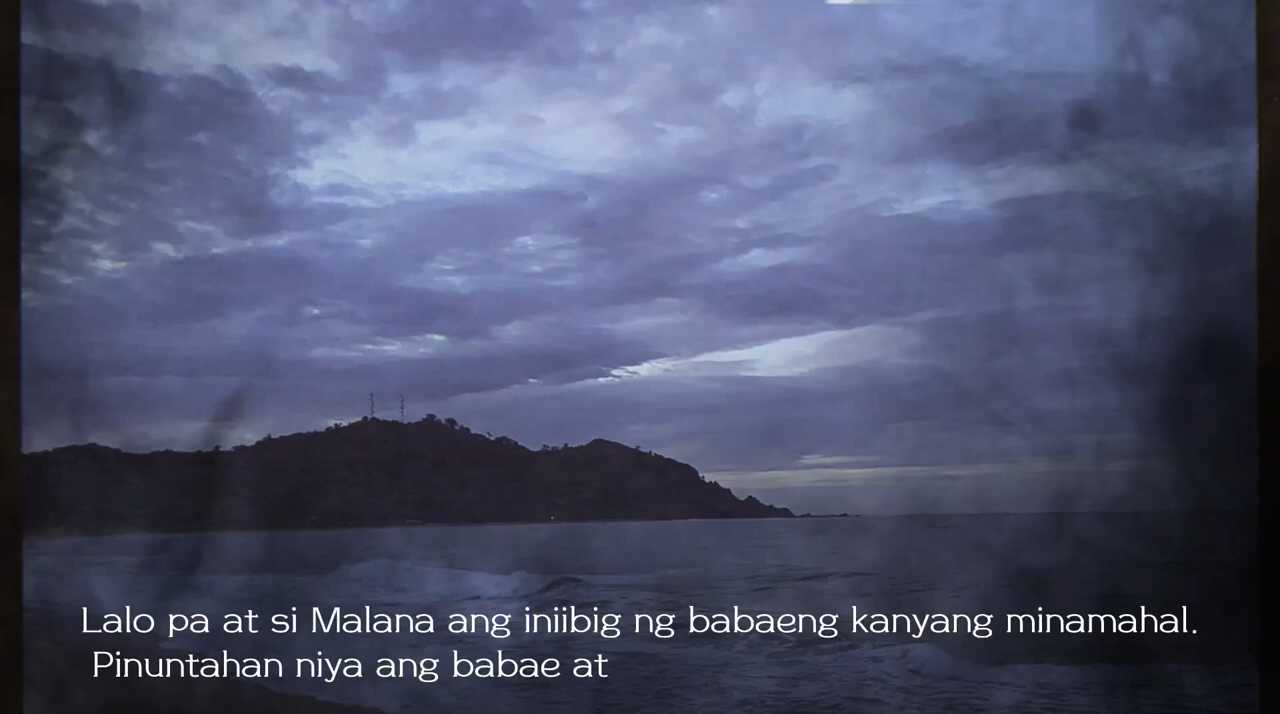 Lalo pa at si Malana ang iniibig ng babaeng kanyang minamahal.
Pinuntahan niya ang babae at